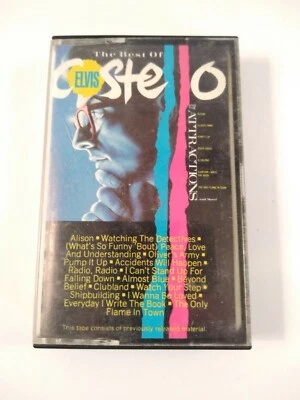 The Best Of
ELVIS
Costello
The ATTRACTIONS
Alison ▪ Watching The Detectives ▪
(What's So Funny 'Bout) Peace, Love
And Understanding ▪ Oliver's Army ▪
Pump It Up ▪ Accidents Will Happen ▪
Radio, Radio ▪ I Can't Stand Up For
Falling Down ▪ Almost Blue ▪ Beyond
Belief ▪ Clubland ▪ Watch Your Step ▪
Shipbuilding ▪ I Wanna Be Loved ▪
Everyday I Write The Book ▪ The Only
Flame In Town ▪
This tape consists of previously released material.